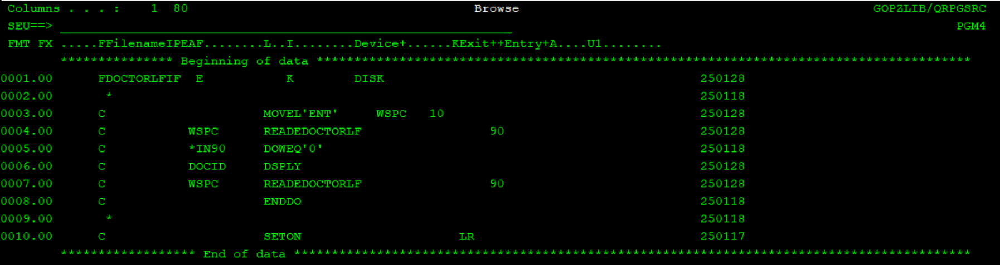 Columns . . . :    1  80                                      Browse                                               GOPZLIB/QRPGSRC
SEU==>                                                                                                                        PGM4
FMT FX .....FFilenameIPEAF........L..I........Device+......KExit++Entry+A....U1........
        *************** Beginning of data ***************************************************************************************
0001.00      FDOCTORLFIF  E           K        DISK                                          250128
0002.00       *                                                                              250118
0003.00      C                     MOVEL'ENT'     WSPC   10                                  250128
0004.00      C           WSPC      READEDOCTORLF                 90                          250128
0005.00      C           *IN90     DOWEQ'0'                                                  250118
0006.00      C           DOCID     DSPLY                                                     250128
0007.00      C           WSPC      READEDOCTORLF                 90                          250128
0008.00      C                     ENDDO                                                     250118
0009.00       *                                                                              250118
0010.00      C                     SETON                     LR                              250117
        ****************** End of data ******************************************************************************************